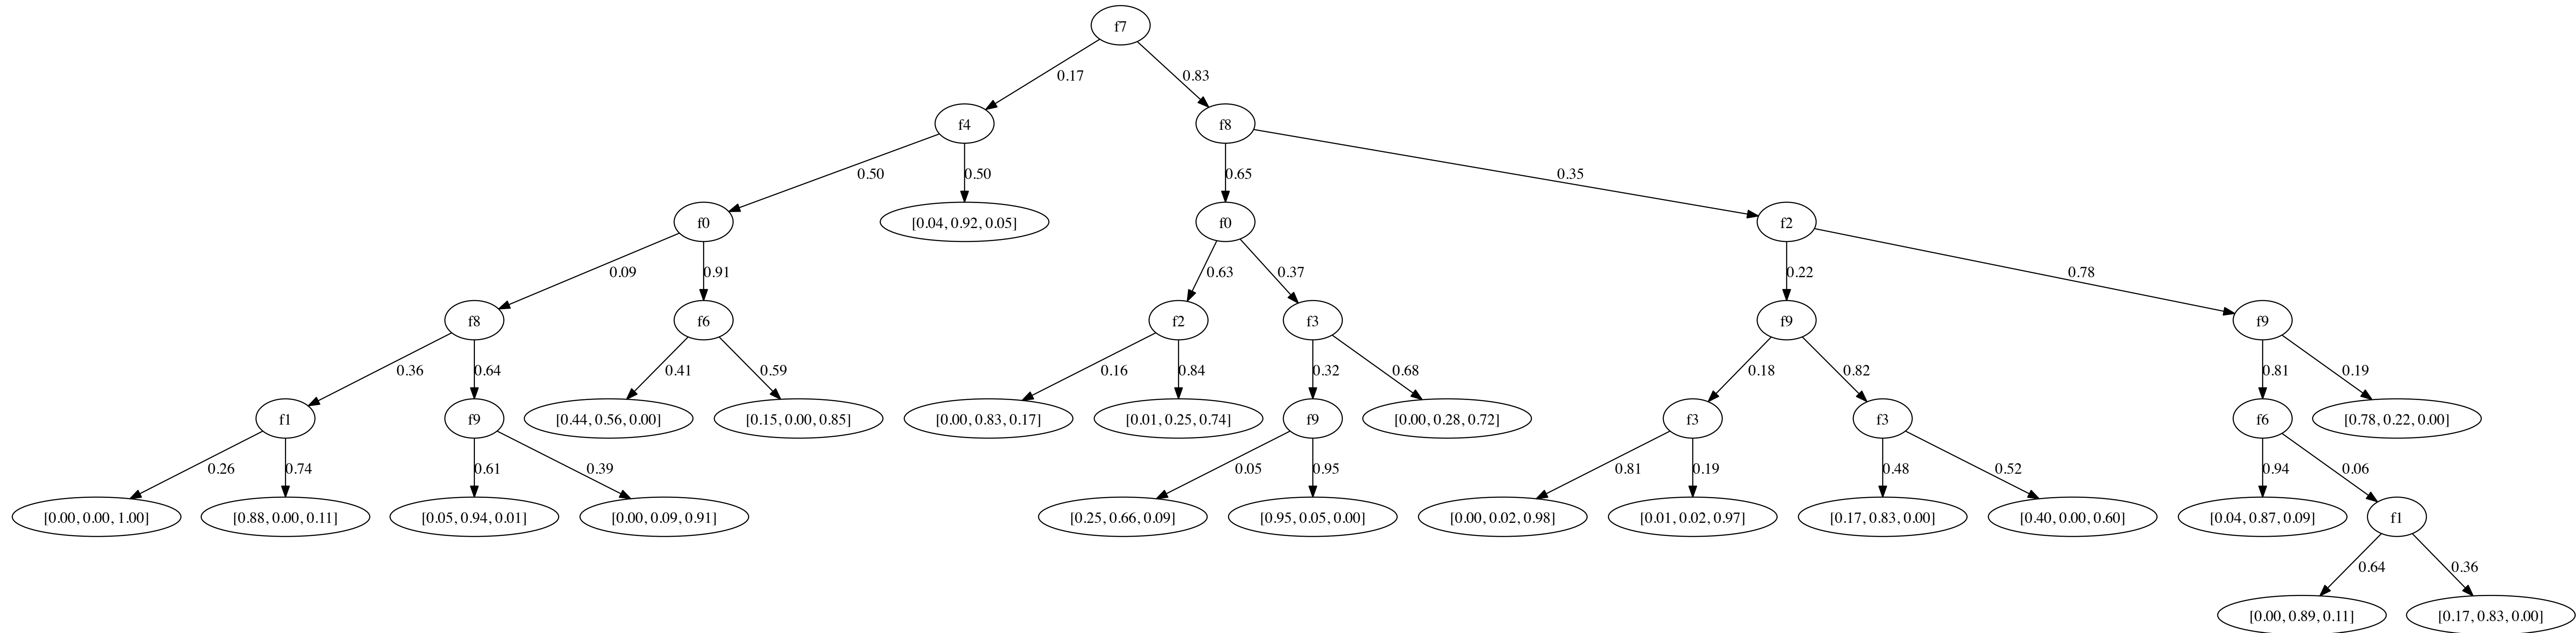 f7
0.17 0.83
f4 f8
0.50 0.50 0.65 0.35
f0 [0.04, 0.92, 0.05] f0 f2
0.09 0.91 0.63 0.37 0.22 0.78
f8 f6 f2 f3 f9 f9
0.36 0.64 0.41 0.59 0.16 0.84 0.32 0.68 0.18 0.82 0.81 0.19
f1 f9 [0.44, 0.56, 0.00] [0.15, 0.00, 0.85] [0.00, 0.83, 0.17] [0.01, 0.25, 0.74] f9 [0.00, 0.28, 0.72] f3 f3 f6 [0.78, 0.22, 0.00]
0.26 0.74 0.61 0.39 0.05 0.95 0.81 0.19 0.48 0.52 0.94 0.06
[0.00, 0.00, 1.00] [0.88, 0.00, 0.11] [0.05, 0.94, 0.01] [0.00, 0.09, 0.91] [0.25, 0.66, 0.09] [0.95, 0.05, 0.00] [0.00, 0.02, 0.98] [0.01, 0.02, 0.97] [0.17, 0.83, 0.00] [0.40, 0.00, 0.60] [0.04, 0.87, 0.09] f1
0.64 0.36
[0.00, 0.89, 0.11] [0.17, 0.83, 0.00]